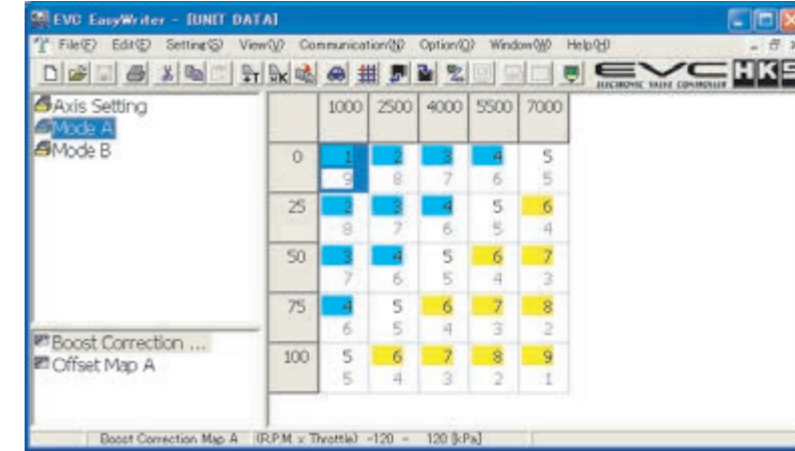 EVC EasyWriter - [UNIT DATA]
File(F) Edit(E) Setting(S) View(V) Communication(N) Option(O) Window(W) Help(H)
EVC HKS
ELECTRONIC VALVE CONTROLLER
Axis Setting
Mode A
Mode B
Boost Correction ...
Offset Map A
1000 2500 4000 5500 7000
0 1 2 3 4 5
9 8 7 6 5
25 2 3 4 5 6
8 7 6 5 4
50 3 4 5 6 7
7 6 5 4 3
75 4 5 6 7 8
6 5 4 3 2
100 5 6 7 8 9
5 4 3 2 1
Boost Correction Map A (R.P.M. x Throttle) -120 - 120 [kPa]